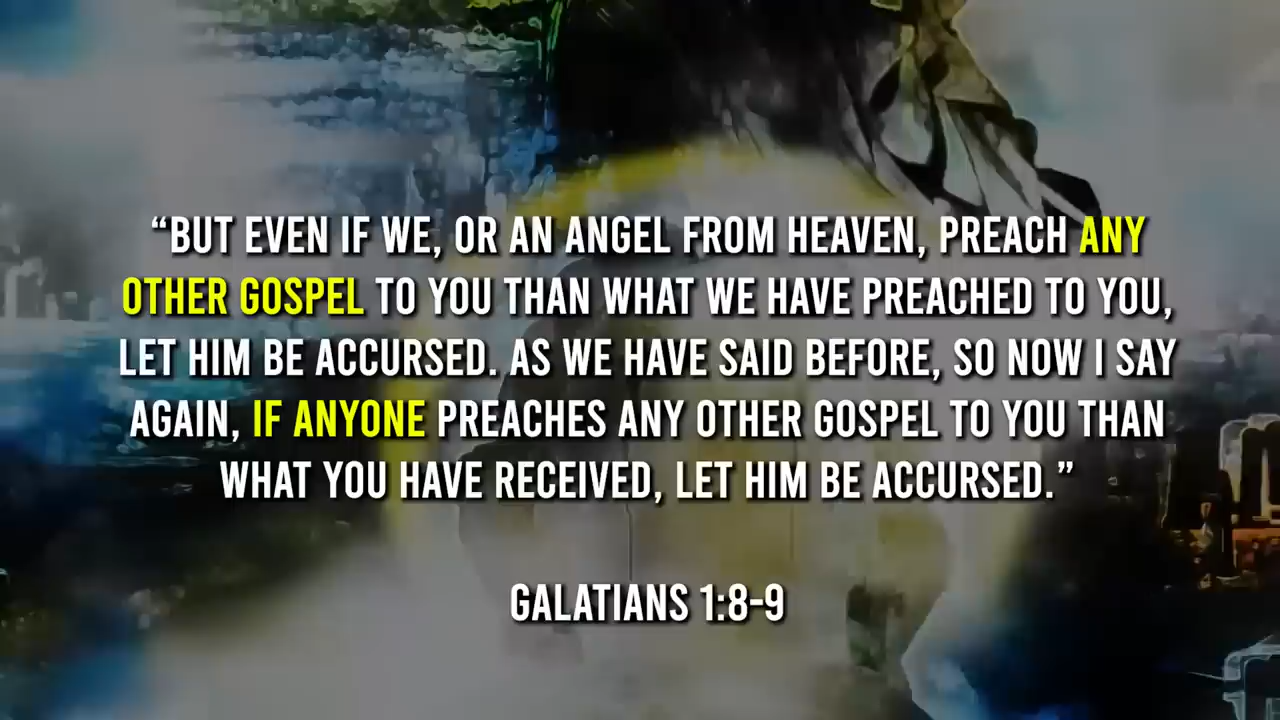 “BUT EVEN IF WE, OR AN ANGEL FROM HEAVEN, PREACH ANY
OTHER GOSPEL TO YOU THAN WHAT WE HAVE PREACHED TO YOU,
LET HIM BE ACCURSED. AS WE HAVE SAID BEFORE, SO NOW I SAY
AGAIN, IF ANYONE PREACHES ANY OTHER GOSPEL TO YOU THAN
WHAT YOU HAVE RECEIVED, LET HIM BE ACCURSED.”
GALATIANS 1:8-9